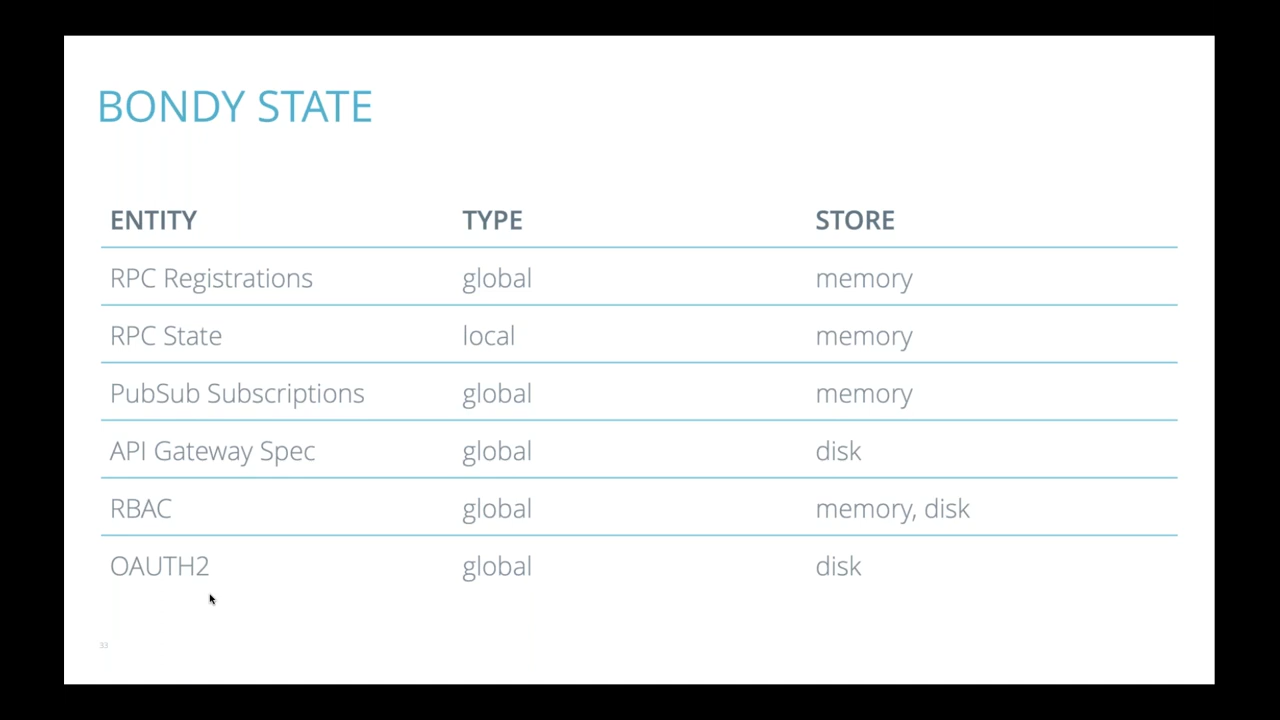 BONDY STATE
ENTITY TYPE STORE
RPC Registrations global memory
RPC State local memory
PubSub Subscriptions global memory
API Gateway Spec global disk
RBAC global memory, disk
OAUTH2 global disk
33